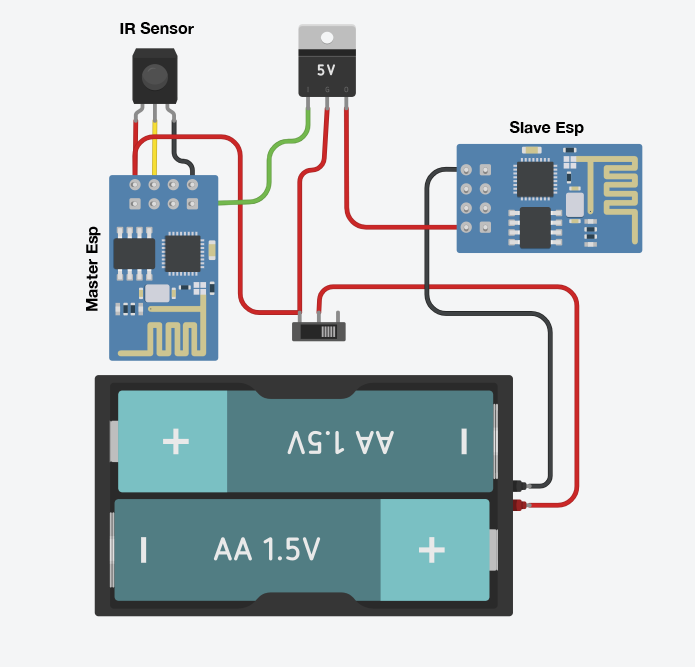 IR Sensor
5V
I G O
Slave Esp
Master Esp
+ AA 1.5V -
- AA 1.5V +